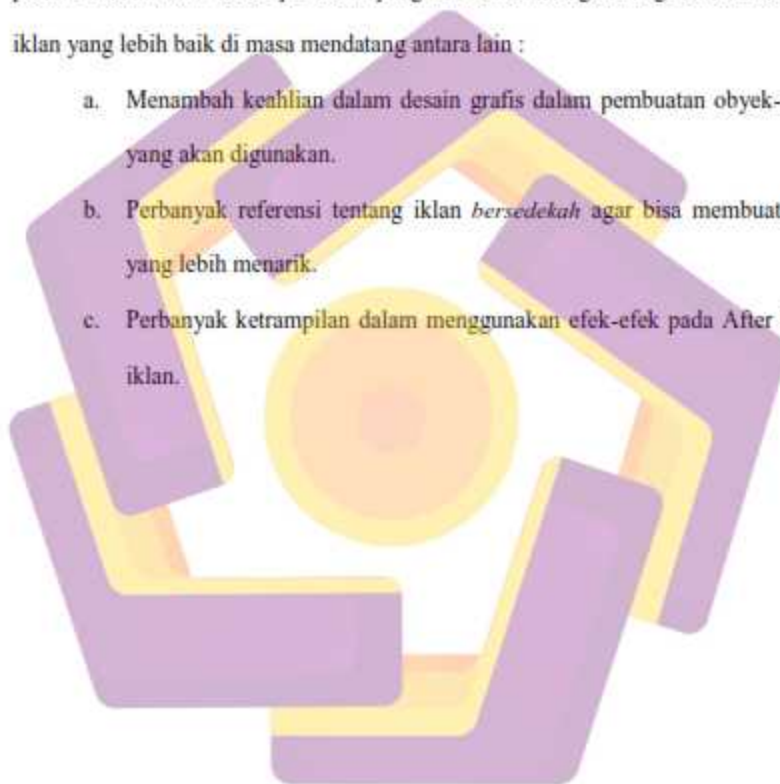 iklan yang lebih baik di masa mendatang antara lain :
a. Menambah keahlian dalam desain grafis dalam pembuatan obyek-
yang akan digunakan.
b. Perbanyak referensi tentang iklan bersedekah agar bisa membuat
yang lebih menarik.
c. Perbanyak ketrampilan dalam menggunakan efek-efek pada After
iklan.